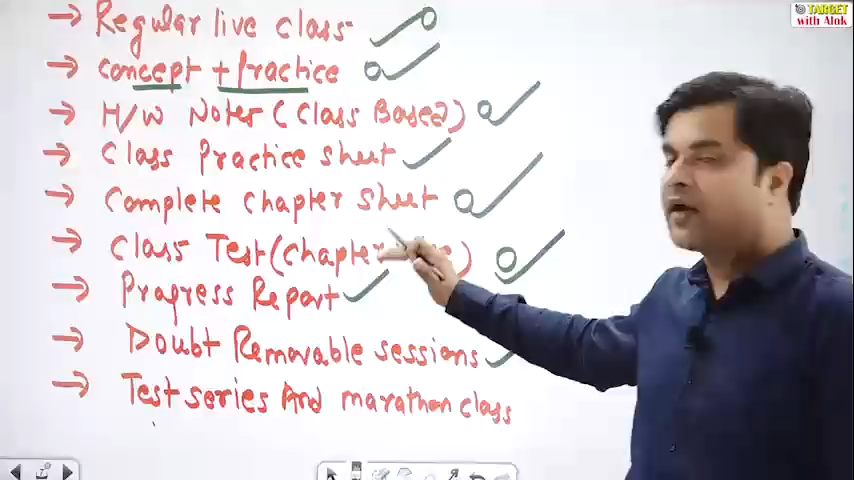 TARGET
with Alok
→ Regular live class
→ concept + Practice
→ H/W Notes (Class Based)
→ Class Practice sheet
→ Complete chapter sheet
→ Class Test (chapter
→ Progress Report
→ Doubt Removable sessions
→ Test series And marathon class